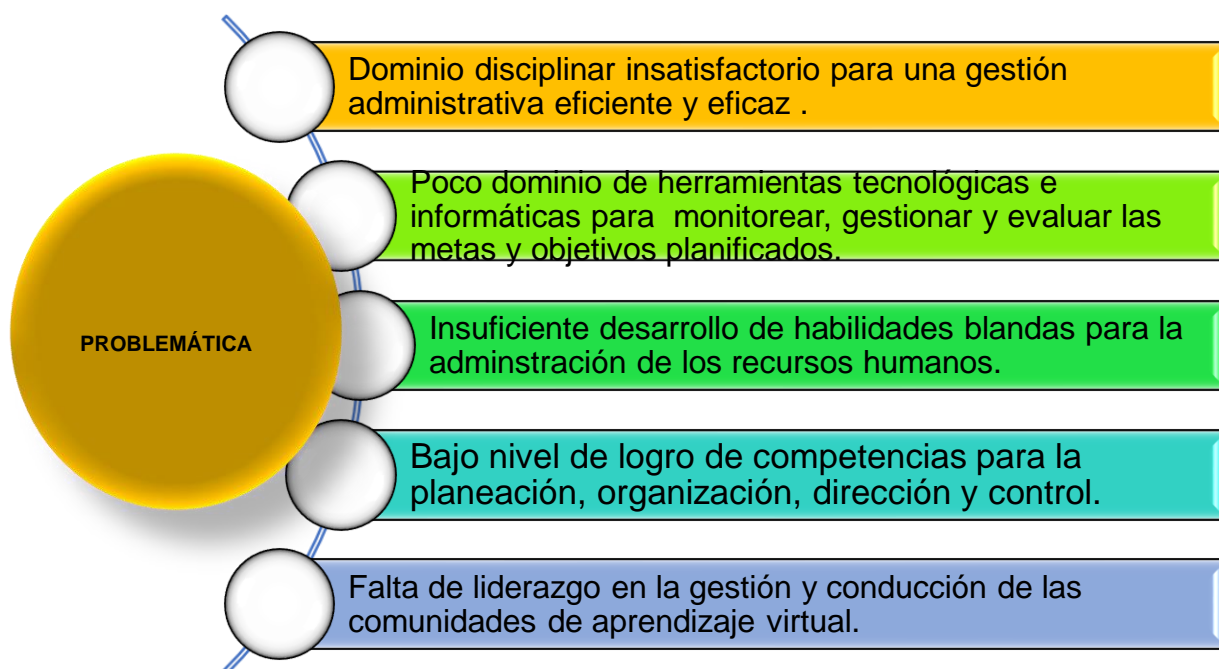 Dominio disciplinar insatisfactorio para una gestión
administrativa eficiente y eficaz .
Poco dominio de herramientas tecnológicas e
informáticas para  monitorear, gestionar y evaluar las
metas y objetivos planificados.
PROBLEMÁTICA
Insuficiente desarrollo de habilidades blandas para la
adminstración de los recursos humanos.
Bajo nivel de logro de competencias para la
planeación, organización, dirección y control.
Falta de liderazgo en la gestión y conducción de las
comunidades de aprendizaje virtual.